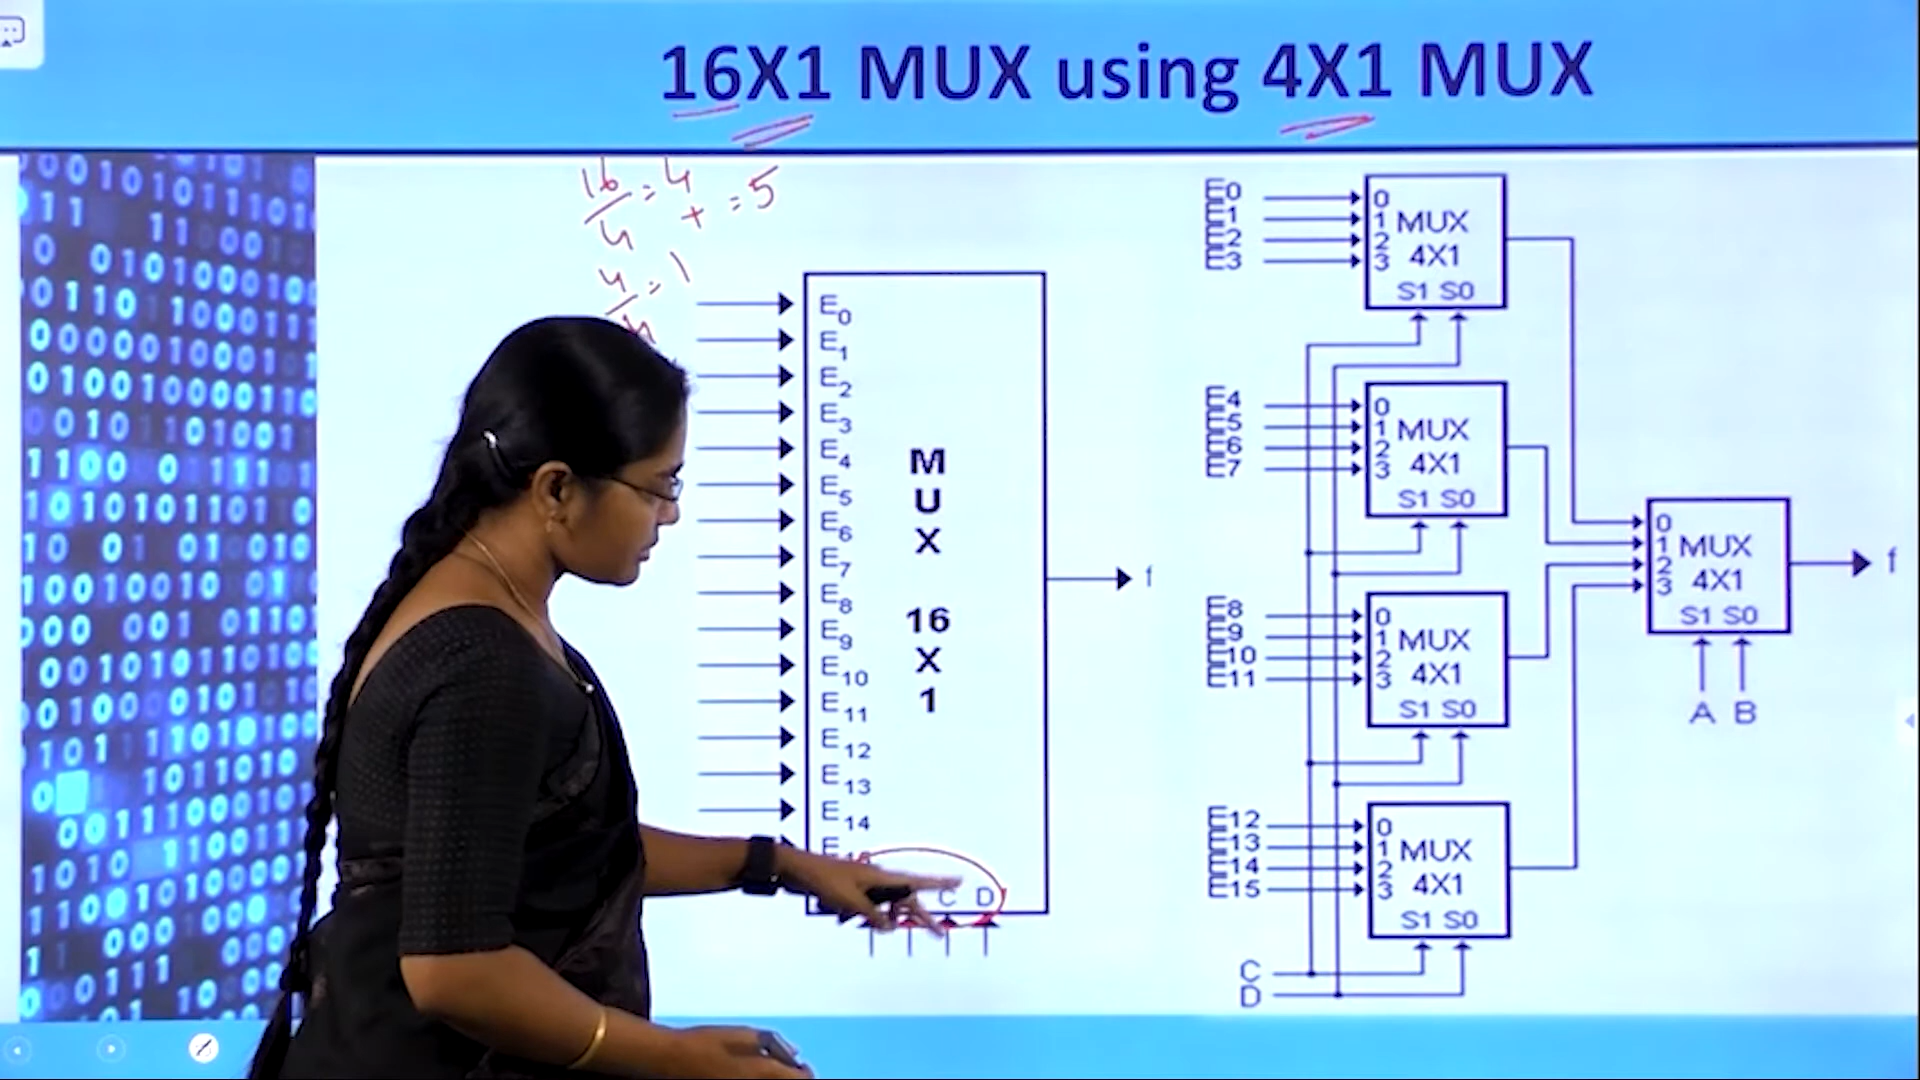 16X1 MUX using 4X1 MUX
16/4 = 4
+ = 5
4/4 = 1
E0
E1
E2
E3
E4
E5
E6
E7
E8
E9
E10
E11
E12
E13
E14
MUX 16X1
C D
f
E0
E1
E2
E3
0
1
2
3
MUX
4X1
S1 S0
E4
E5
E6
E7
0
1
2
3
MUX
4X1
S1 S0
E8
E9
E10
E11
0
1
2
3
MUX
4X1
S1 S0
E12
E13
E14
E15
0
1
2
3
MUX
4X1
S1 S0
C
D
0
1
2
3
MUX
4X1
S1 S0
A B
f